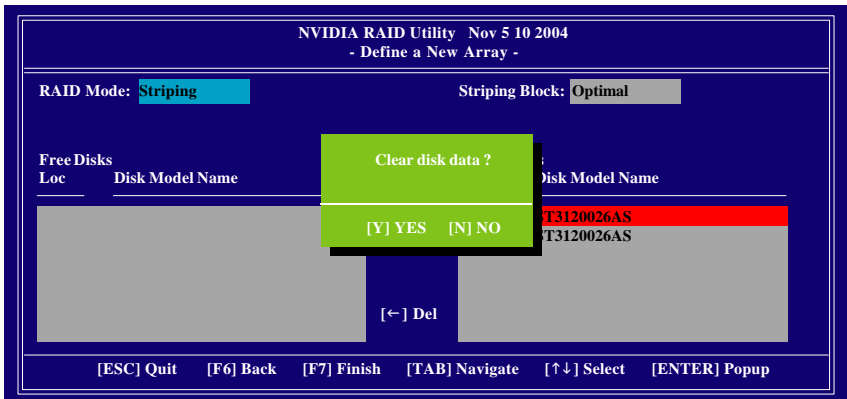 NVIDIA RAID Utility Nov 5 10 2004
- Define a New Array -
RAID Mode: Striping Striping Block: Optimal
Free Disks
Loc Disk Model Name Disk Model Name
Clear disk data ?
[Y] YES [N] NO
ST3120026AS
ST3120026AS
[←] Del
[ESC] Quit [F6] Back [F7] Finish [TAB] Navigate [↑↓] Select [ENTER] Popup